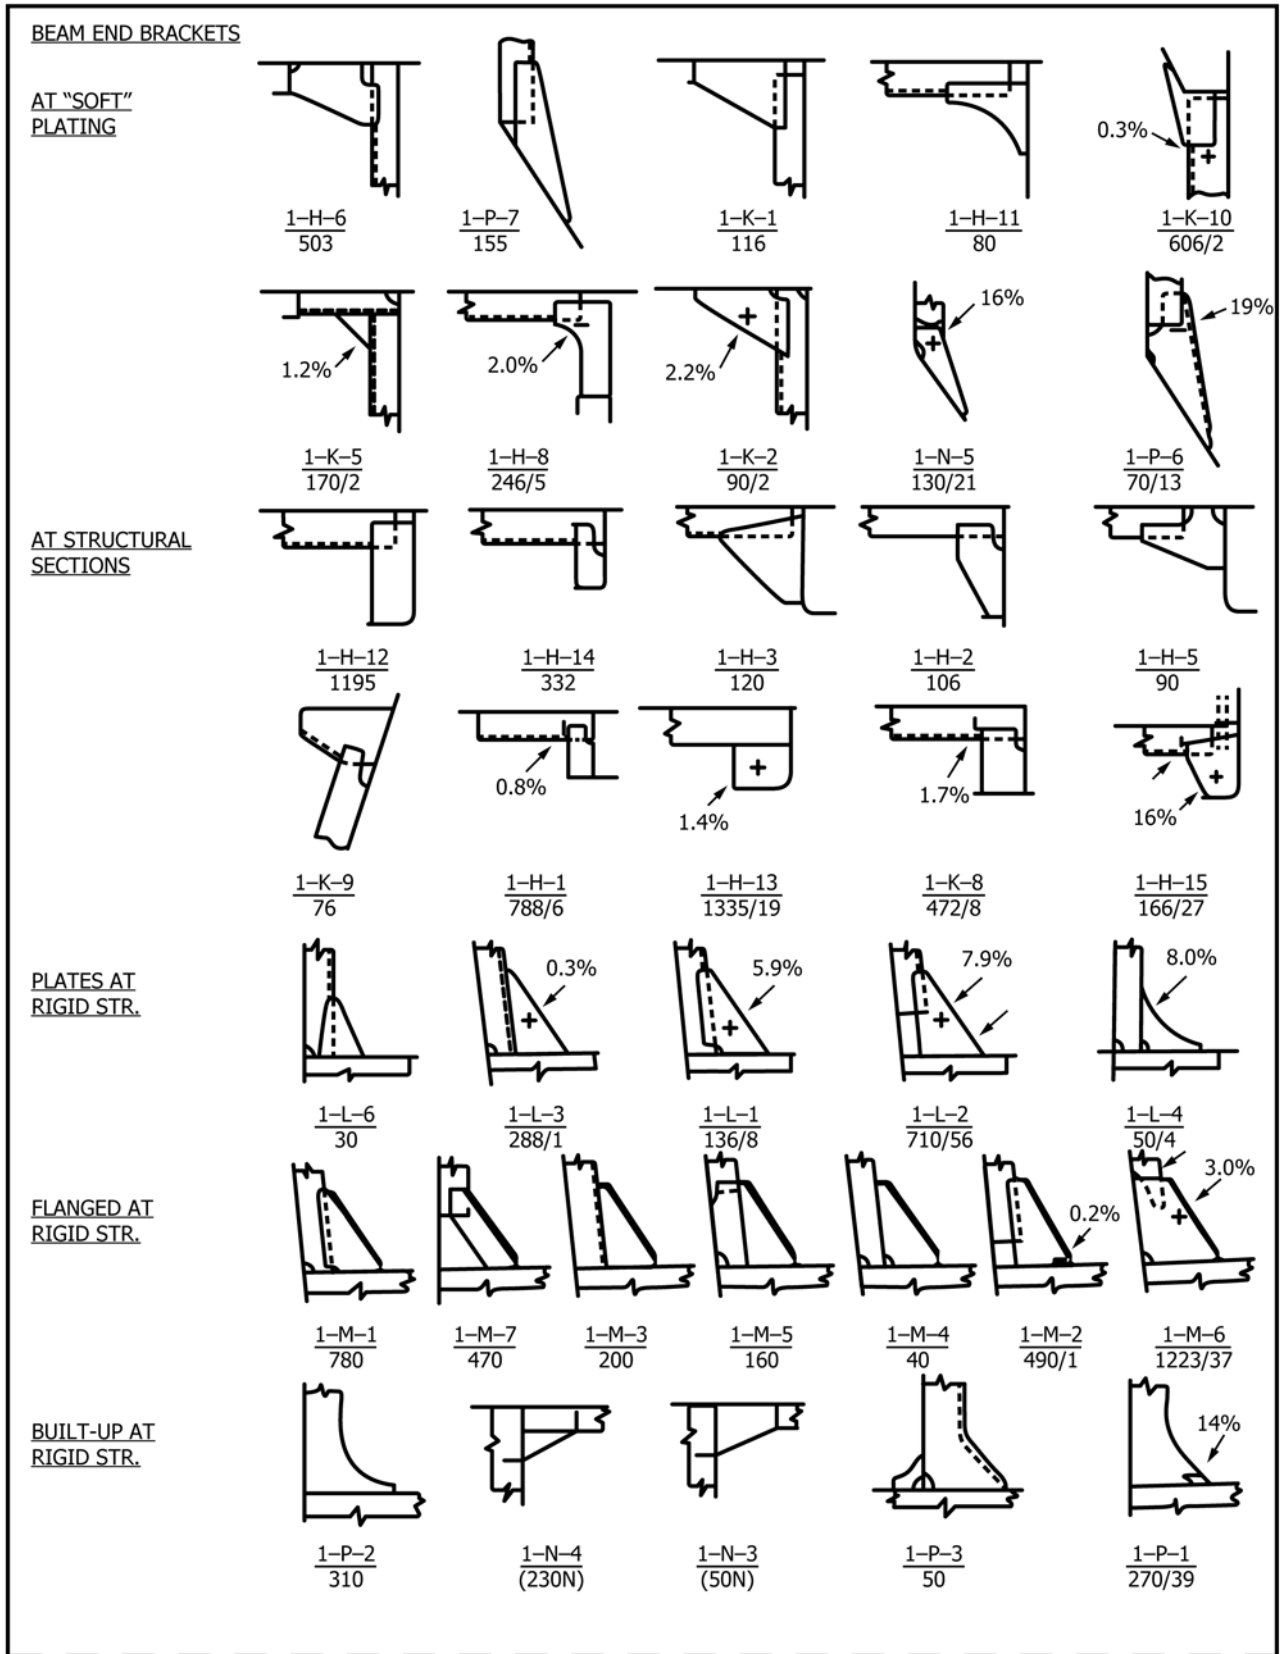 BEAM END BRACKETS
AT “SOFT”
PLATING
0.3%
1–H–6
503
1–P–7
155
1–K–1
116
1–H–11
80
1–K–10
606/2
1.2%
2.0%
2.2%
16%
19%
1–K–5
170/2
1–H–8
246/5
1–K–2
90/2
1–N–5
130/21
1–P–6
70/13
AT STRUCTURAL
SECTIONS
1–H–12
1195
1–H–14
332
1–H–3
120
1–H–2
106
1–H–5
90
0.8%
1.4%
1.7%
16%
1–K–9
76
1–H–1
788/6
1–H–13
1335/19
1–K–8
472/8
1–H–15
166/27
PLATES AT
RIGID STR.
0.3%
5.9%
7.9%
8.0%
1–L–6
30
1–L–3
288/1
1–L–1
136/8
1–L–2
710/56
1–L–4
50/4
FLANGED AT
RIGID STR.
0.2%
3.0%
1–M–1
780
1–M–7
470
1–M–3
200
1–M–5
160
1–M–4
40
1–M–2
490/1
1–M–6
1223/37
BUILT-UP AT
RIGID STR.
14%
1–P–2
310
1–N–4
(230N)
1–N–3
(50N)
1–P–3
50
1–P–1
270/39